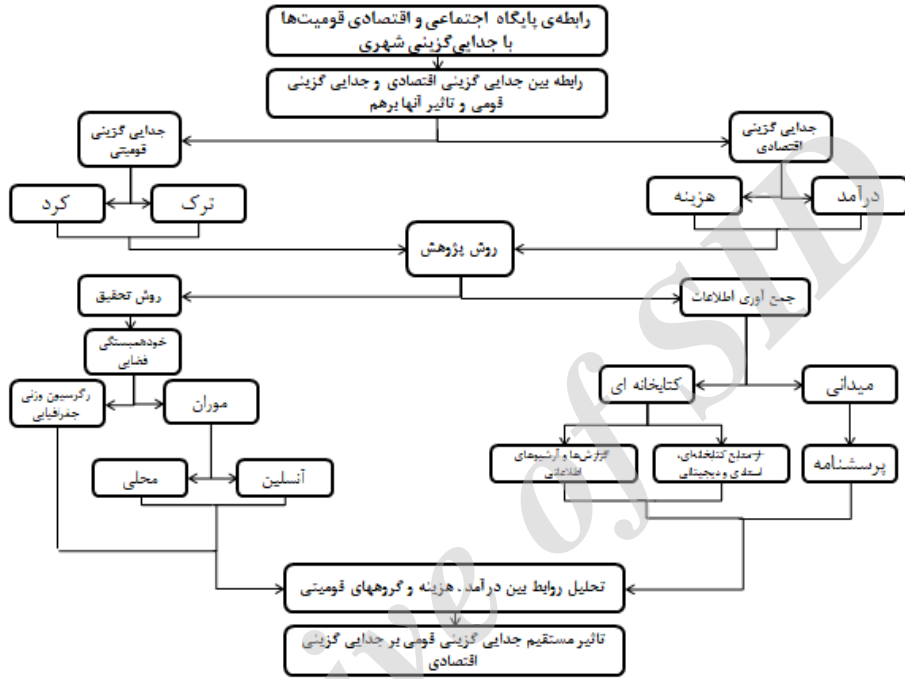 رابطه‌ی پایگاه اجتماعی و اقتصادی قومیت‌ها
با جدایی‌گزینی شهری
رابطه بین جدایی گزینی اقتصادی و جدایی گزینی
قومی و تاثیر آنها برهم
جدایی گزینی
اقتصادی
جدایی گزینی
قومیتی
درآمد
هزینه
ترک
کرد
روش پژوهش
جمع آوری اطلاعات
روش تحقیق
خودهمبستگی
فضایی
میدانی
کتابخانه ای
موران
رگرسیون وزنی
جغرافیایی
پرسشنامه
کتابخانه‌ای،
اسنادی و دیجیتالی
گزارش‌ها و آرشیوهای
اطلاعاتی
آنسلین
محلی
تحلیل روابط بین درآمد، هزینه و گروههای قومیتی
تاثیر مستقیم جدایی گزینی قومی بر جدایی گزینی
اقتصادی
ive of SID